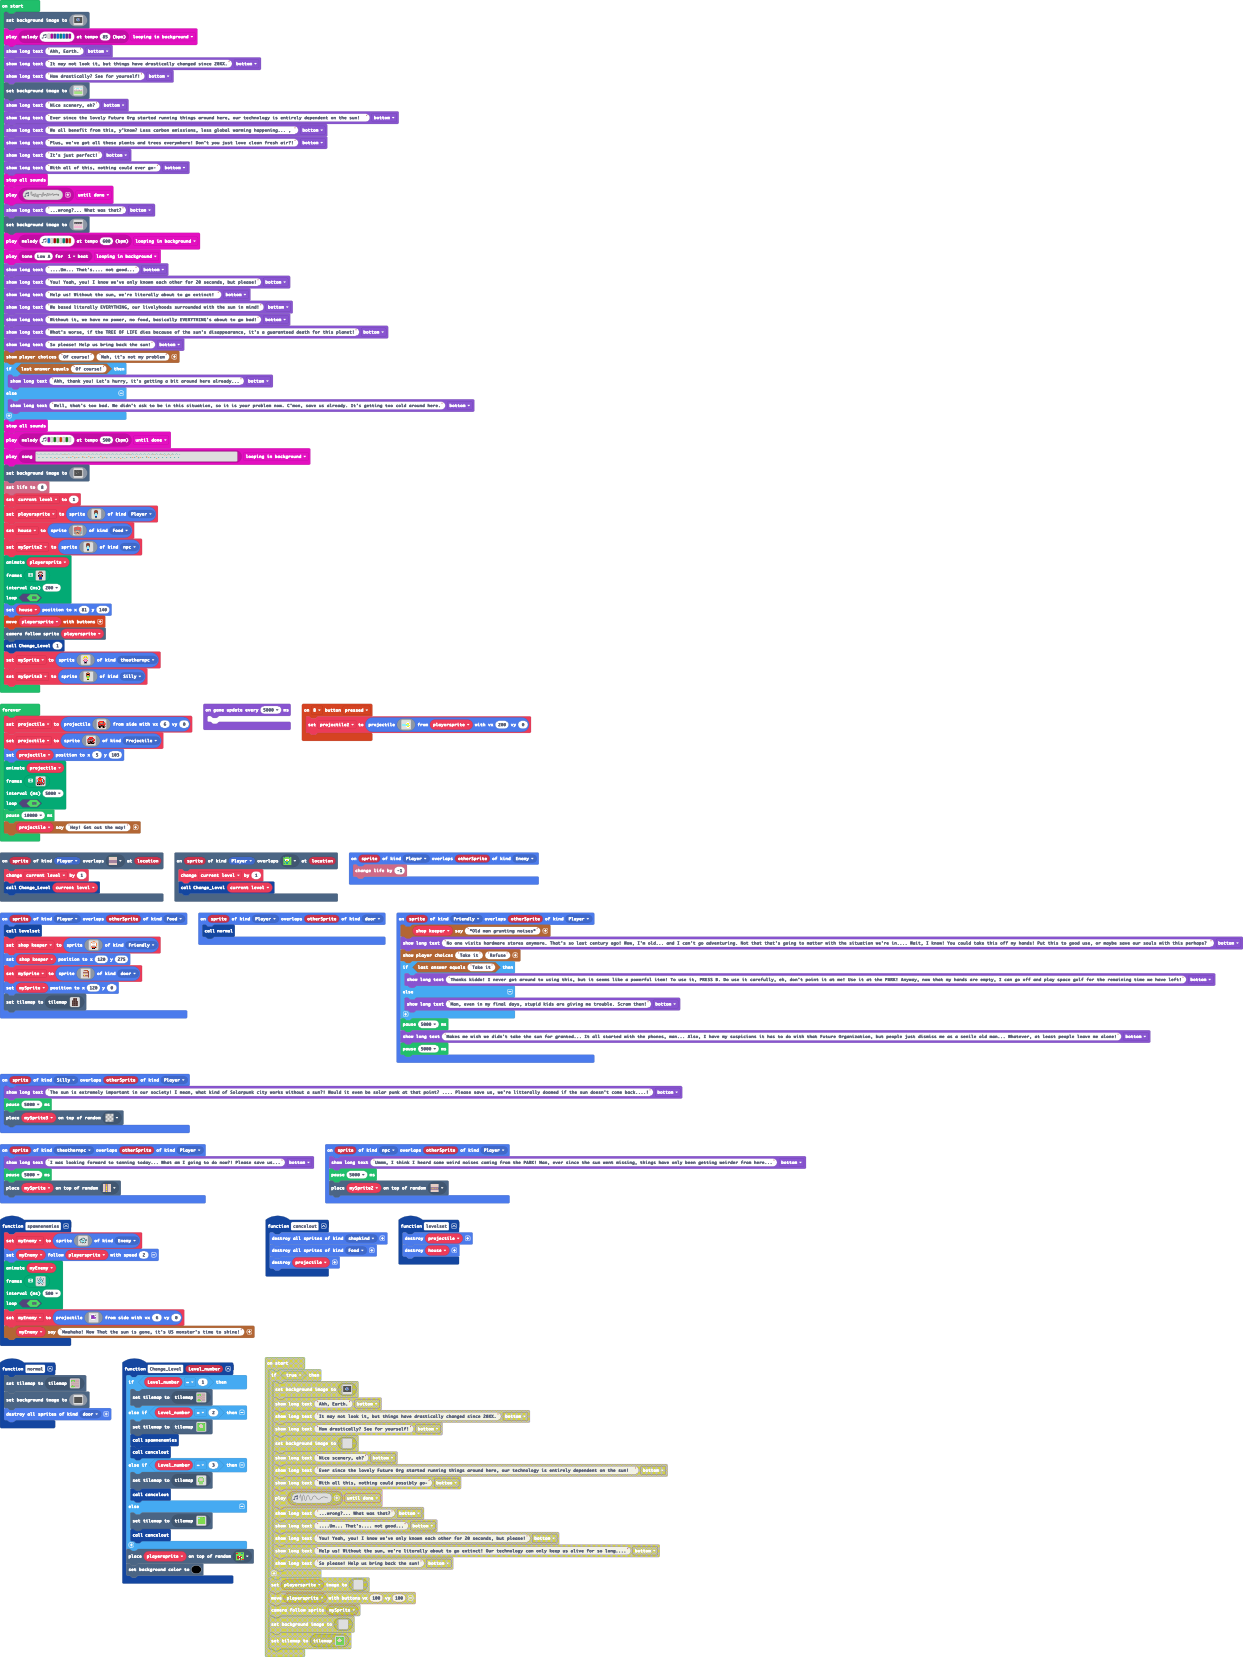 on start
set background image to
play melody at tempo 85 (bpm) looping in background
show long text Ahh, Earth. bottom
show long text It may not look it, but things have drastically changed since 20XX. bottom
show long text How drastically? See for yourself! bottom
set background image to
show long text Nice scenery, eh? bottom
show long text Ever since the lovely Future Org started running things around here, our technology is entirely dependent on the sun! bottom
show long text We all benefit from this, y'know? Less carbon emissions, less global warming happening... , bottom
show long text Plus, we've got all these plants and trees everywhere! Don't you just love clean fresh air?! bottom
show long text It's just perfect! bottom
show long text With all of this, nothing could ever go- bottom
stop all sounds
play until done
show long text ...wrong?... What was that? bottom
set background image to
play melody at tempo 600 (bpm) looping in background
play tone Low A for 1 beat looping in background
show long text ....Um... That's.... not good... bottom
show long text You! Yeah, you! I know we've only known each other for 20 seconds, but please! bottom
show long text Help us! Without the sun, we're literally about to go extinct! bottom
show long text We based literally EVERYTHING, our livelyhoods surrounded with the sun in mind! bottom
show long text Without it, we have no power, no food, basically EVERYTHING's about to go bad! bottom
show long text What's worse, if the TREE OF LIFE dies because of the sun's disappearence, it's a guaranteed death for this planet! bottom
show long text So please! Help us bring back the sun! bottom
show player choices Of course! Nah, it's not my problem
if last answer equals Of course! then
show long text Ahh, thank you! Let's hurry, it's getting a bit around here already... bottom
else
show long text Well, that's too bad. We didn't ask to be in this situation, so it is your problem now. C'mon, save us already. It's getting too cold around here. bottom
stop all sounds
play melody at tempo 500 (bpm) until done
play song looping in background
set background image to
set life to
set current level to
set playersprite to sprite of kind Player
set house to sprite of kind Food
set mySprite2 to sprite of kind npc
animate playersprite
frames
interval (ms) 200
loop
set house position to x 81 y 108
move playersprite with buttons
camera follow sprite playersprite
call Change_Level 1
set mySprite to sprite of kind theothernpc
set mySprite3 to sprite of kind Silly
forever
set projectile to projectile from side with vx vy 0
set projectile to sprite of kind Projectile
set projectile position to x 5 y 105
animate projectile
frames
interval (ms) 5000
loop
pause 10000 ms
projectile say Hey! Get out the way!
on game update every 5000 ms
on B button pressed
set projectile2 to projectile from playersprite with vx 200 vy 0
on sprite of kind Player overlaps at location
change current level by 1
call Change_Level current level
on sprite of kind Player overlaps at location
change current level by 1
call Change_Level current level
on sprite of kind Player overlaps otherSprite of kind Enemy
change life by -1
on sprite of kind Player overlaps otherSprite of kind Food
call levelset
set shop keeper to sprite of kind friendly
set shop keeper position to x 120 y 275
set mySprite to sprite of kind door
set mySprite position to x 120 y 0
set tilemap to tilemap
on sprite of kind Player overlaps otherSprite of kind door
call normal
on sprite of kind friendly overlaps otherSprite of kind Player
shop keeper say "Old man grunting noises"
show long text No one visits hardware stores anymore. That's so last century ago! Man, I'm old... and I can't go adventuring. Not that that's going to matter with the situation we're in.... Wait, I know! You could take this off my hands! Put this to good use, or maybe save our souls with this perhaps? bottom
show player choices Take it Refuse
if last answer equals Take it then
show long text Thanks kiddo! I never got around to using this, but it seems like a powerful item! To use it, PRESS B. Do use it carefully, eh, don't point it at me! Use it at the PARK! Anyway, now that my hands are empty, I can go off and play space golf for the remaining time we have left! bottom
else
show long text Man, even in my final days, stupid kids are giving me trouble. Scram then! bottom
pause 5000 ms
show long text Makes me wish we didn't take the sun for granted... It all started with the phones, man... Also, I have my suspicions it has to do with that Future Organization, but people just dismiss me as a senile old man... Whatever, at least people leave me alone! bottom
pause 5000 ms
on sprite of kind Silly overlaps otherSprite of kind Player
show long text The sun is extremely important in our society! I mean, what kind of Solarpunk city works without a sun?! Would it even be solar punk at that point? .... Please save us, we're litterally doomed if the sun doesn't come back....! bottom
pause 5000 ms
place mySprite3 on top of random
on sprite of kind theothernpc overlaps otherSprite of kind Player
show long text I was looking forward to tanning today... What am I going to do now?! Please save us... bottom
pause 5000 ms
place mySprite on top of random
on sprite of kind npc overlaps otherSprite of kind Player
show long text Ummm, I think I heard some weird noises coming from the PARK! Man, ever since the sun went missing, things have only been getting weirder from here... bottom
pause 5000 ms
place mySprite2 on top of random
function spawnenemies
set myEnemy to sprite of kind Enemy
set myEnemy follow playersprite with speed 2
animate myEnemy
frames
interval (ms) 500
loop
set myEnemy to projectile from side with vx vy 0
myEnemy say Mwahaha! Now That the sun is gone, it's US monster's time to shine!
function cancelout
destroy all sprites of kind shopkind
destroy all sprites of kind Food
destroy projectile
function levelset
destroy projectile
destroy house
function normal
set tilemap to tilemap
set background image to
destroy all sprites of kind door
function Change_Level Level_number
if Level_number = 1 then
set tilemap to tilemap
else if Level_number = 2 then
set tilemap to tilemap
call spawnenemies
call cancelout
else if Level_number = 3 then
set tilemap to tilemap
call cancelout
else
set tilemap to tilemap
call cancelout
place playersprite on top of random
set background color to
on start
if true then
set background image to
show long text Ahh, Earth. bottom
show long text It may not look it, but things have drastically changed since 20XX. bottom
show long text How drastically? See for yourself! bottom
set background image to
show long text Nice scenery, eh? bottom
show long text Ever since the lovely Future Org started running things around here, our technology is entirely dependent on the sun! bottom
show long text With all this, nothing could possibly go- bottom
play until done
show long text ...wrong?... What was that? bottom
show long text ....Um... That's.... not good... bottom
show long text You! Yeah, you! I know we've only known each other for 20 seconds, but please! bottom
show long text Help us! Without the sun, we're literally about to go extinct! Our technology can only keep us alive for so long.... bottom
show long text So please! Help us bring back the sun! bottom
set playersprite image to
move playersprite with buttons vx 100 vy 100
camera follow sprite mySprite
set background image to
set tilemap to tilemap